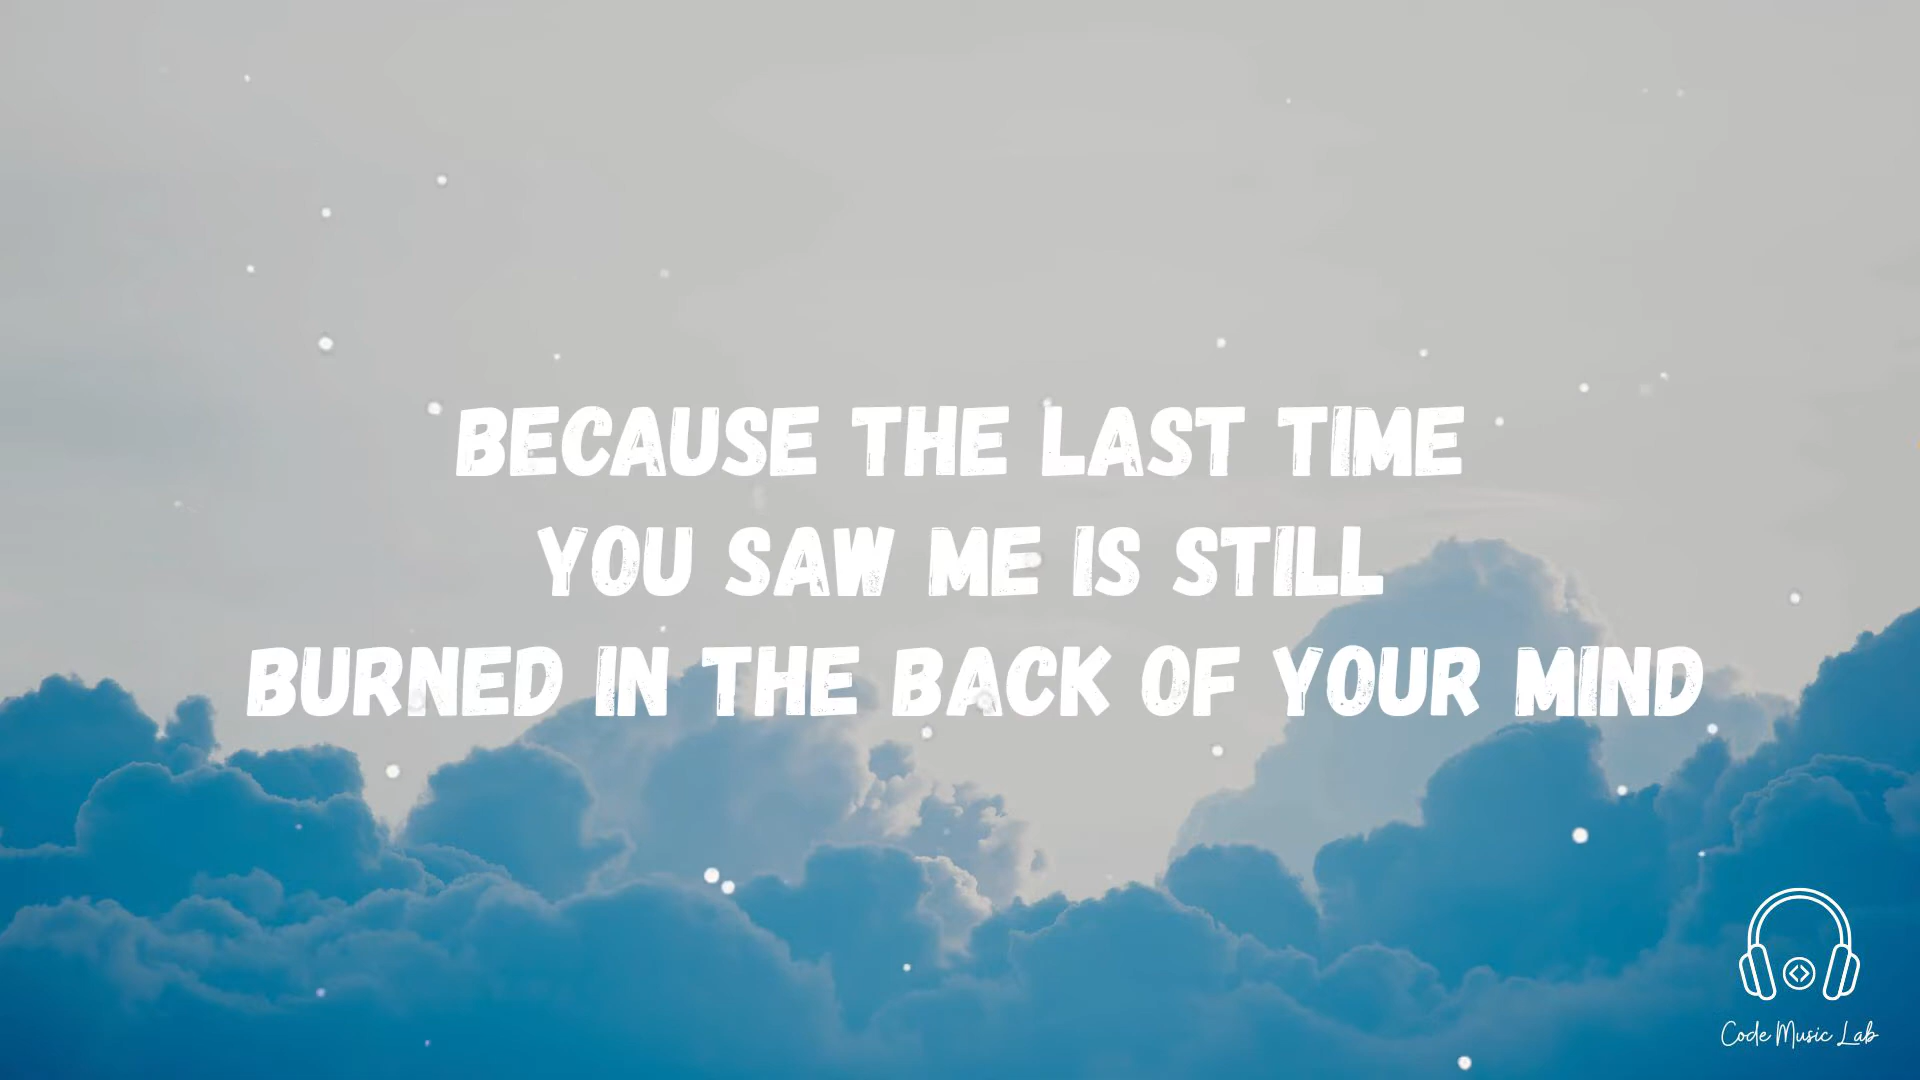 BECAUSE THE LAST TIME
YOU SAW ME IS STILL
BURNED IN THE BACK OF YOUR MIND
Code Music Lab